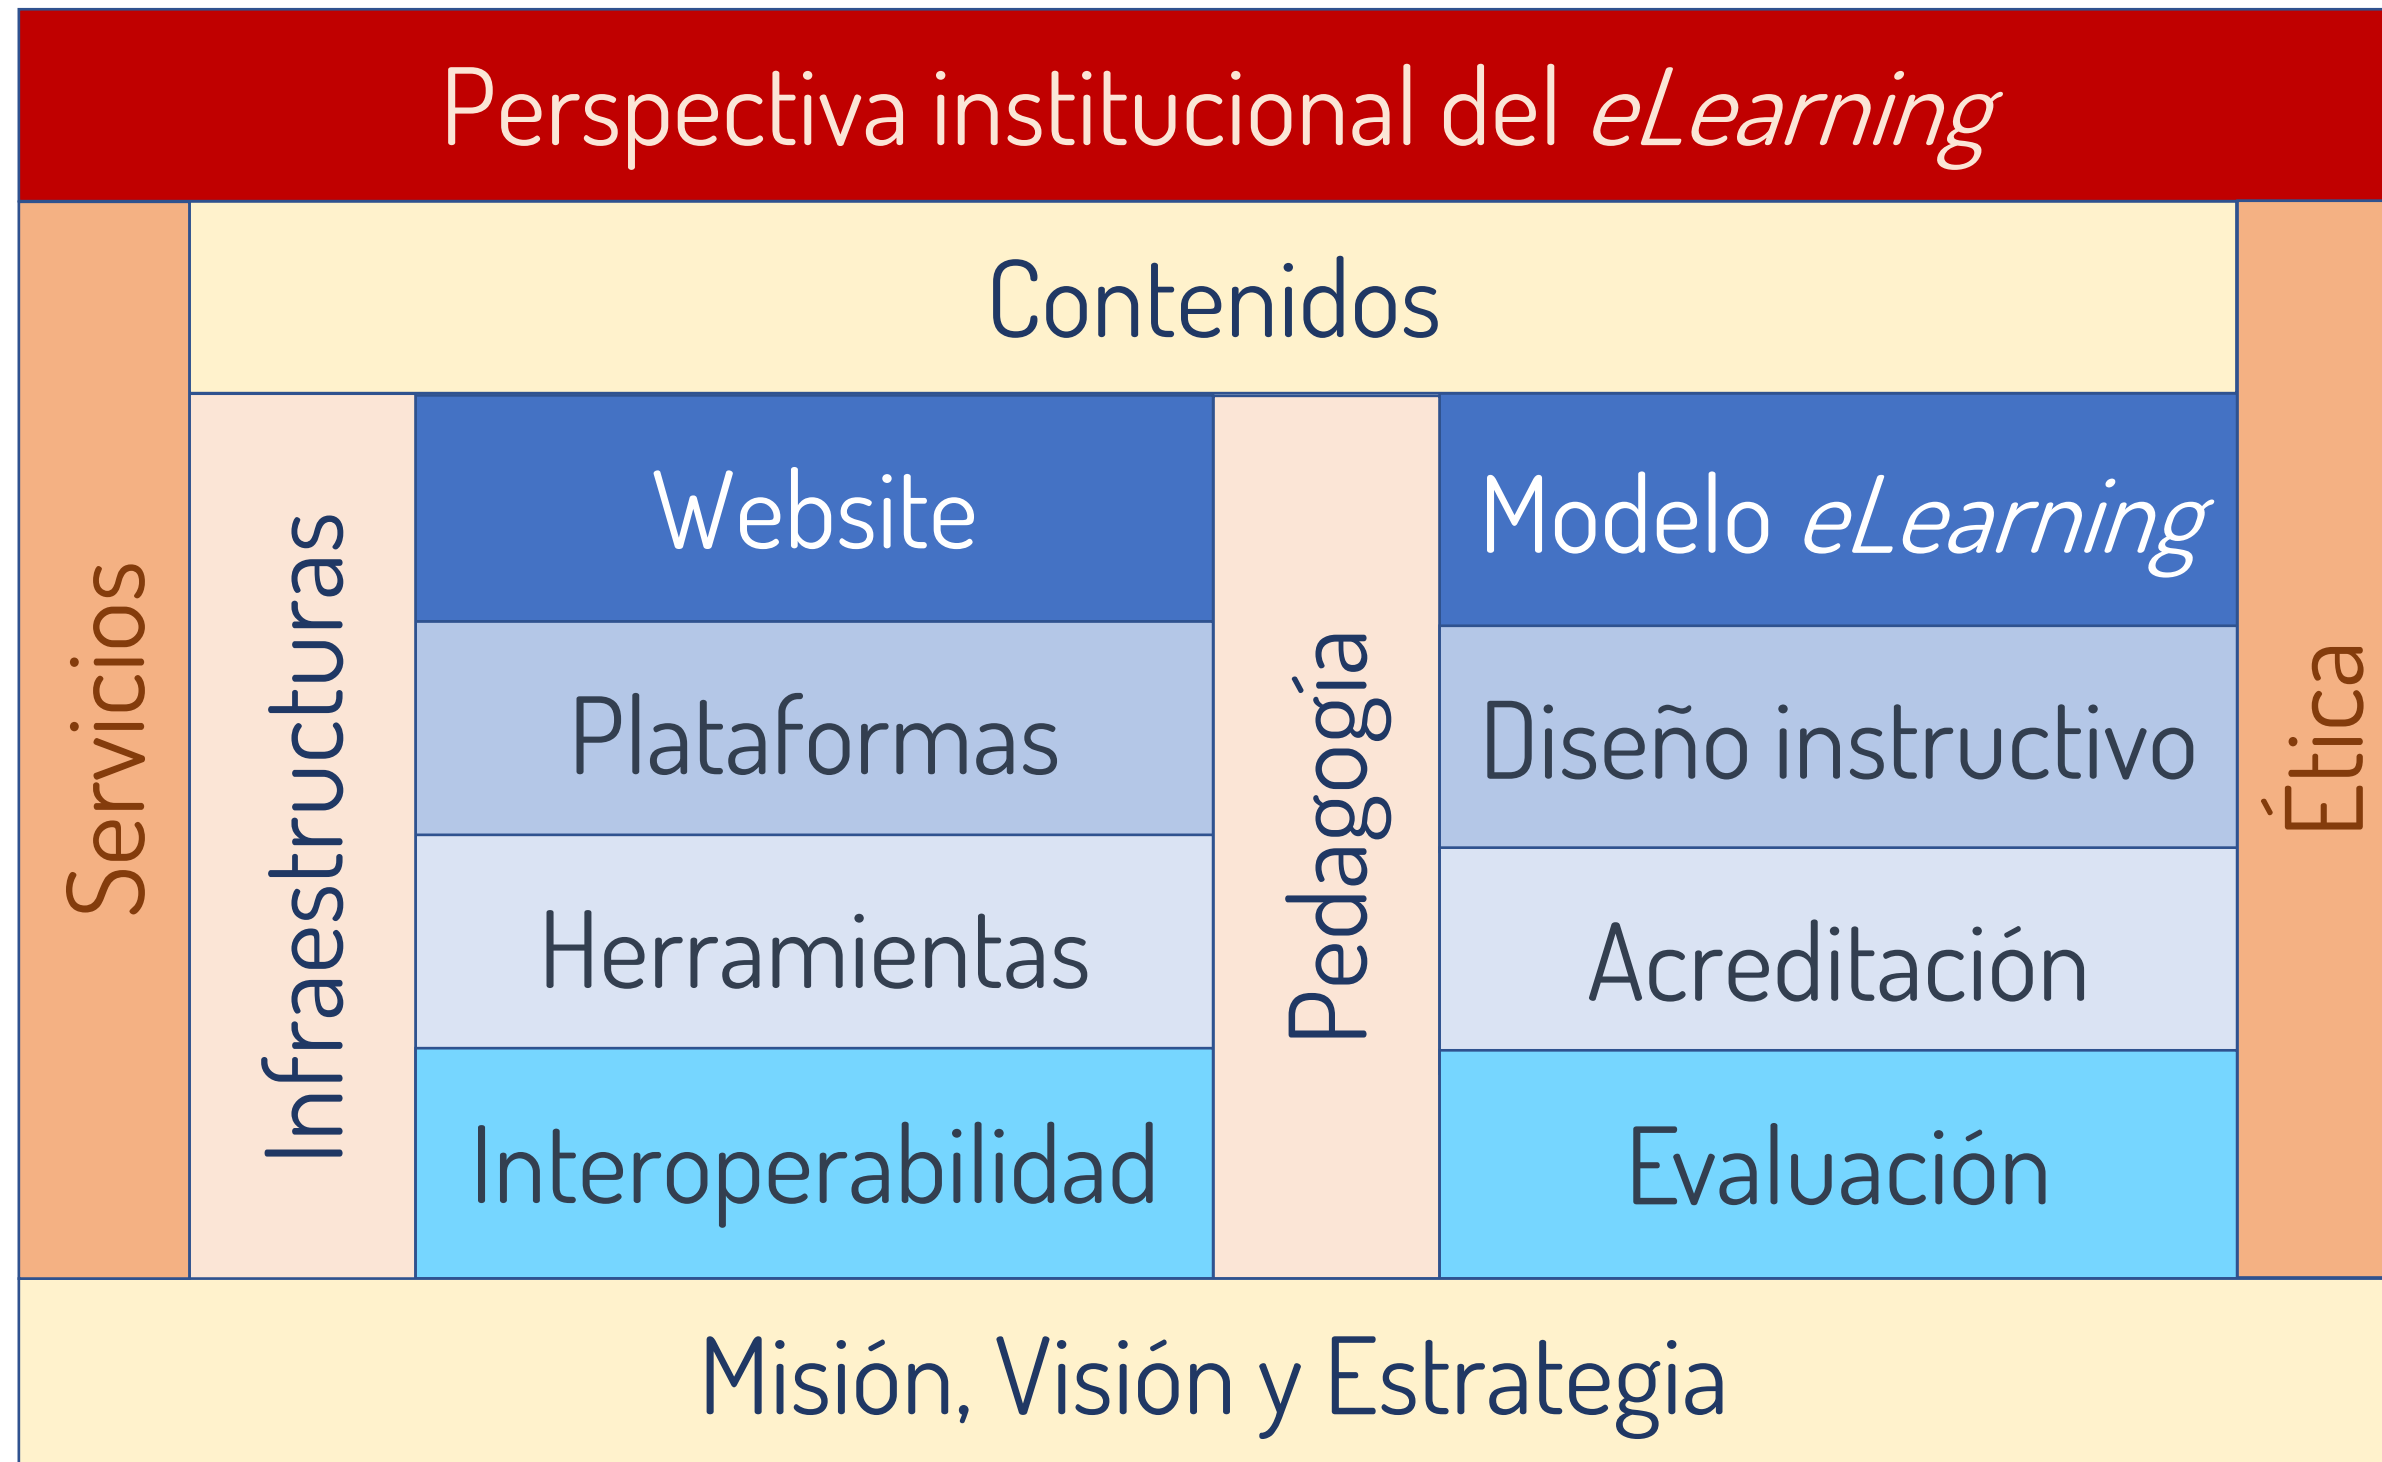 Perspectiva institucional del eLearning
Servicios
Contenidos
Infraestructuras
Website
Plataformas
Herramientas
Interoperabilidad
Pedagogía
Modelo eLearning
Diseño instructivo
Acreditación
Evaluación
Ética
Misión, Visión y Estrategia